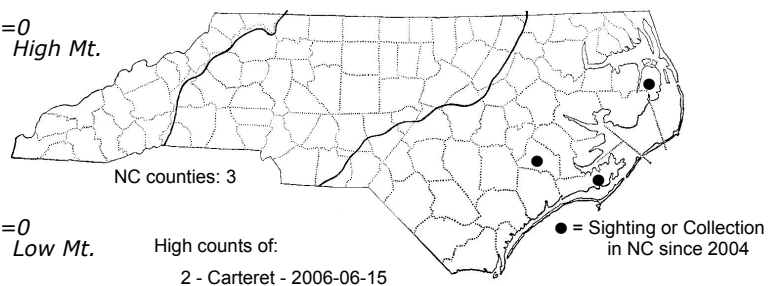 =0
High Mt.
NC counties: 3
=0
Low Mt.
High counts of:
2 - Carteret - 2006-06-15
● = Sighting or Collection
in NC since 2004